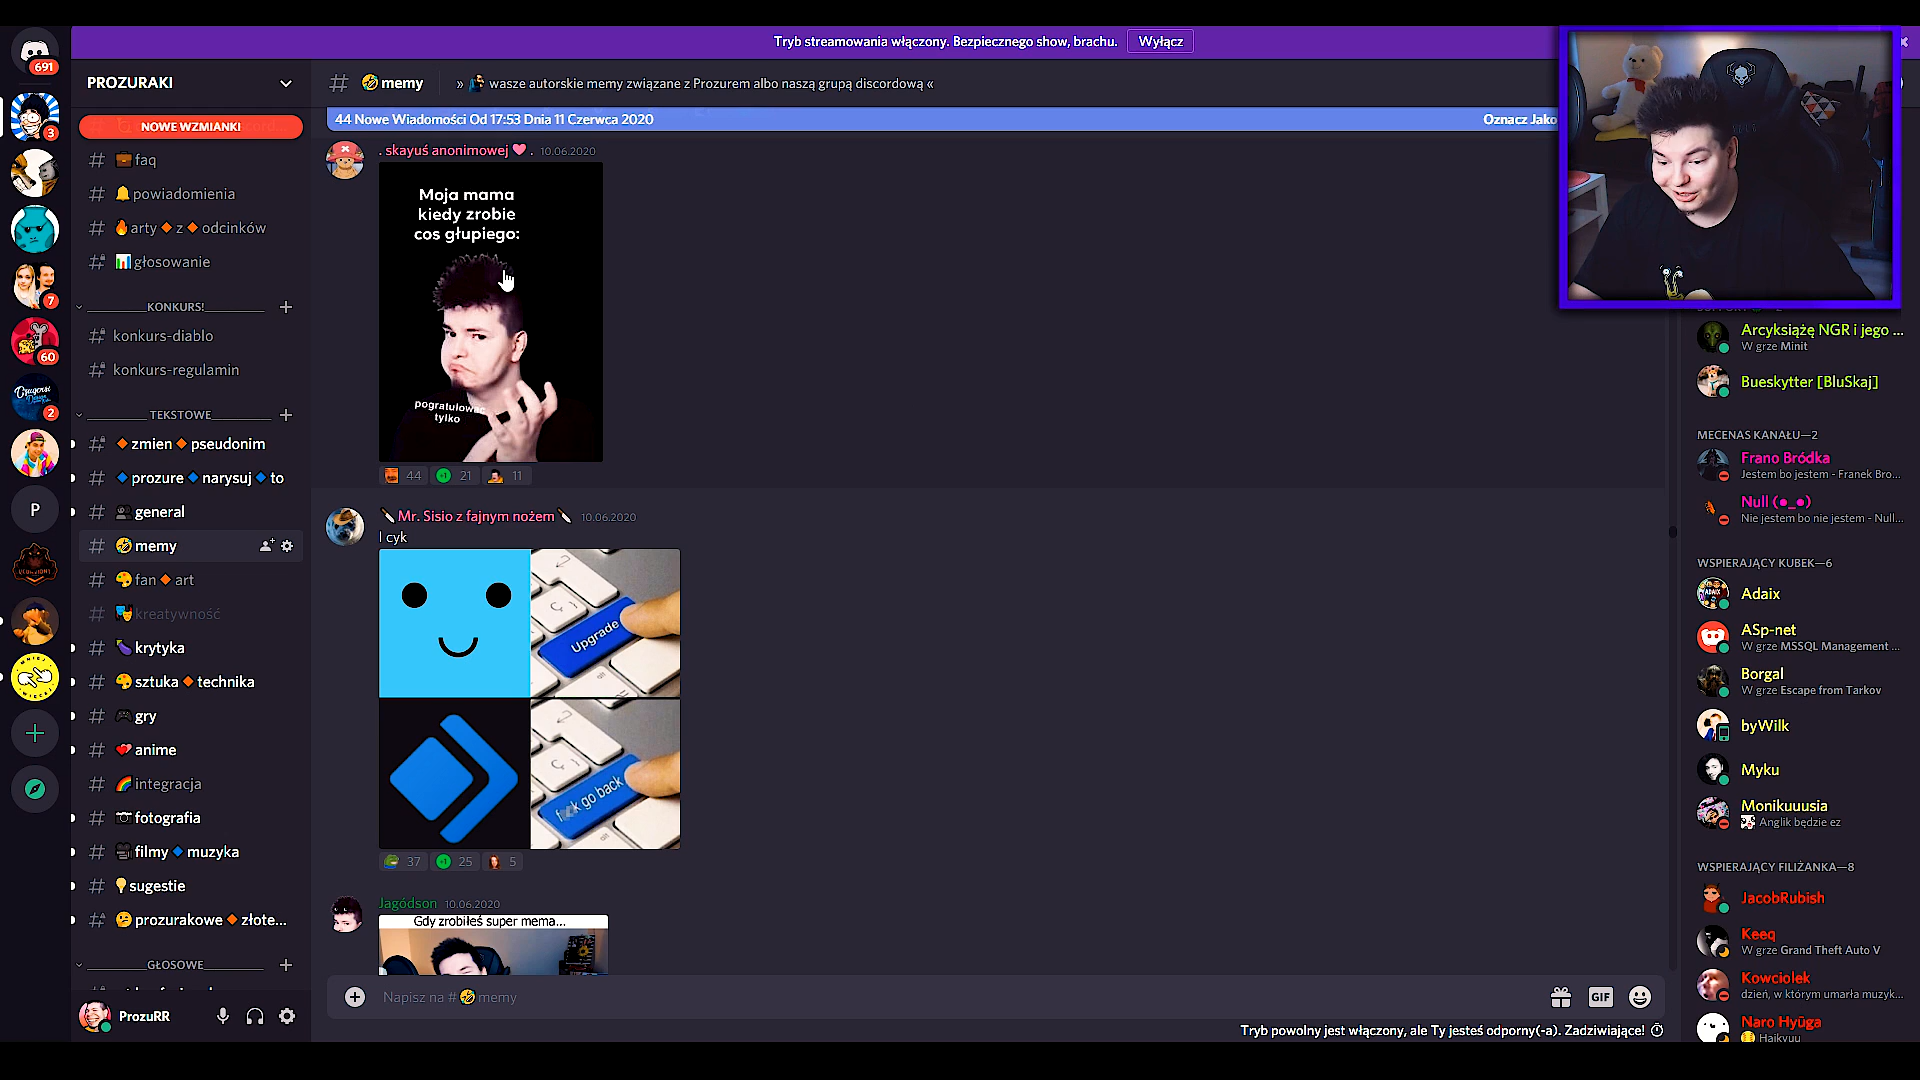 691
3
7
60
2
P
Tryb streamowania włączony. Bezpiecznego show, brachu.
Wyłącz
PROZURAKI
NOWE WZMIANKI
faq
powiadomienia
arty z odcinków
głosowanie
KONKURS!
konkurs-diablo
konkurs-regulamin
TEKSTOWE
zmien pseudonim
prozure narysuj to
general
memy
fan art
kreatywność
krytyka
sztuka technika
gry
anime
integracja
fotografia
filmy muzyka
sugestie
prozurakowe złote...
GŁOSOWE
ProzuRR
# memy
» wasze autorskie memy związane z Prozurem albo naszą grupą discordową «
44 Nowe Wiadomości Od 17:53 Dnia 11 Czerwca 2020
Oznacz Jako
. skayuś anonimowej . 10.06.2020
Moja mama
kiedy zrobie
cos głupiego:
pogratulować
tylko
44 21 11
Mr. Sisio z fajnym nożem 10.06.2020
I cyk
Upgrade
go back
37 25 5
Jagódson 10.06.2020
Gdy zrobiłeś super mema...
Napisz na # memy
GIF
Tryb powolny jest włączony, ale Ty jesteś odporny(-a). Zadziwiające!
Arcyksiążę NGR i jego ...
W grze Minit
Bueskytter [BluSkaj]
MECENAS KANAŁU—2
Frano Bródka
Jestem bo jestem - Franek Bro...
Null (●_●)
Nie jestem bo nie jestem - Null...
WSPIERAJĄCY KUBEK—6
Adaix
ASp-net
W grze MSSQL Management ...
Borgal
W grze Escape from Tarkov
byWilk
Myku
Monikuuusia
Anglik będzie ez
WSPIERAJĄCY FILIŻANKA—8
JacobRubish
Keeq
W grze Grand Theft Auto V
Kowciolek
dzień, w którym umarła muzyk...
Naro Hyūga
Haikyuu